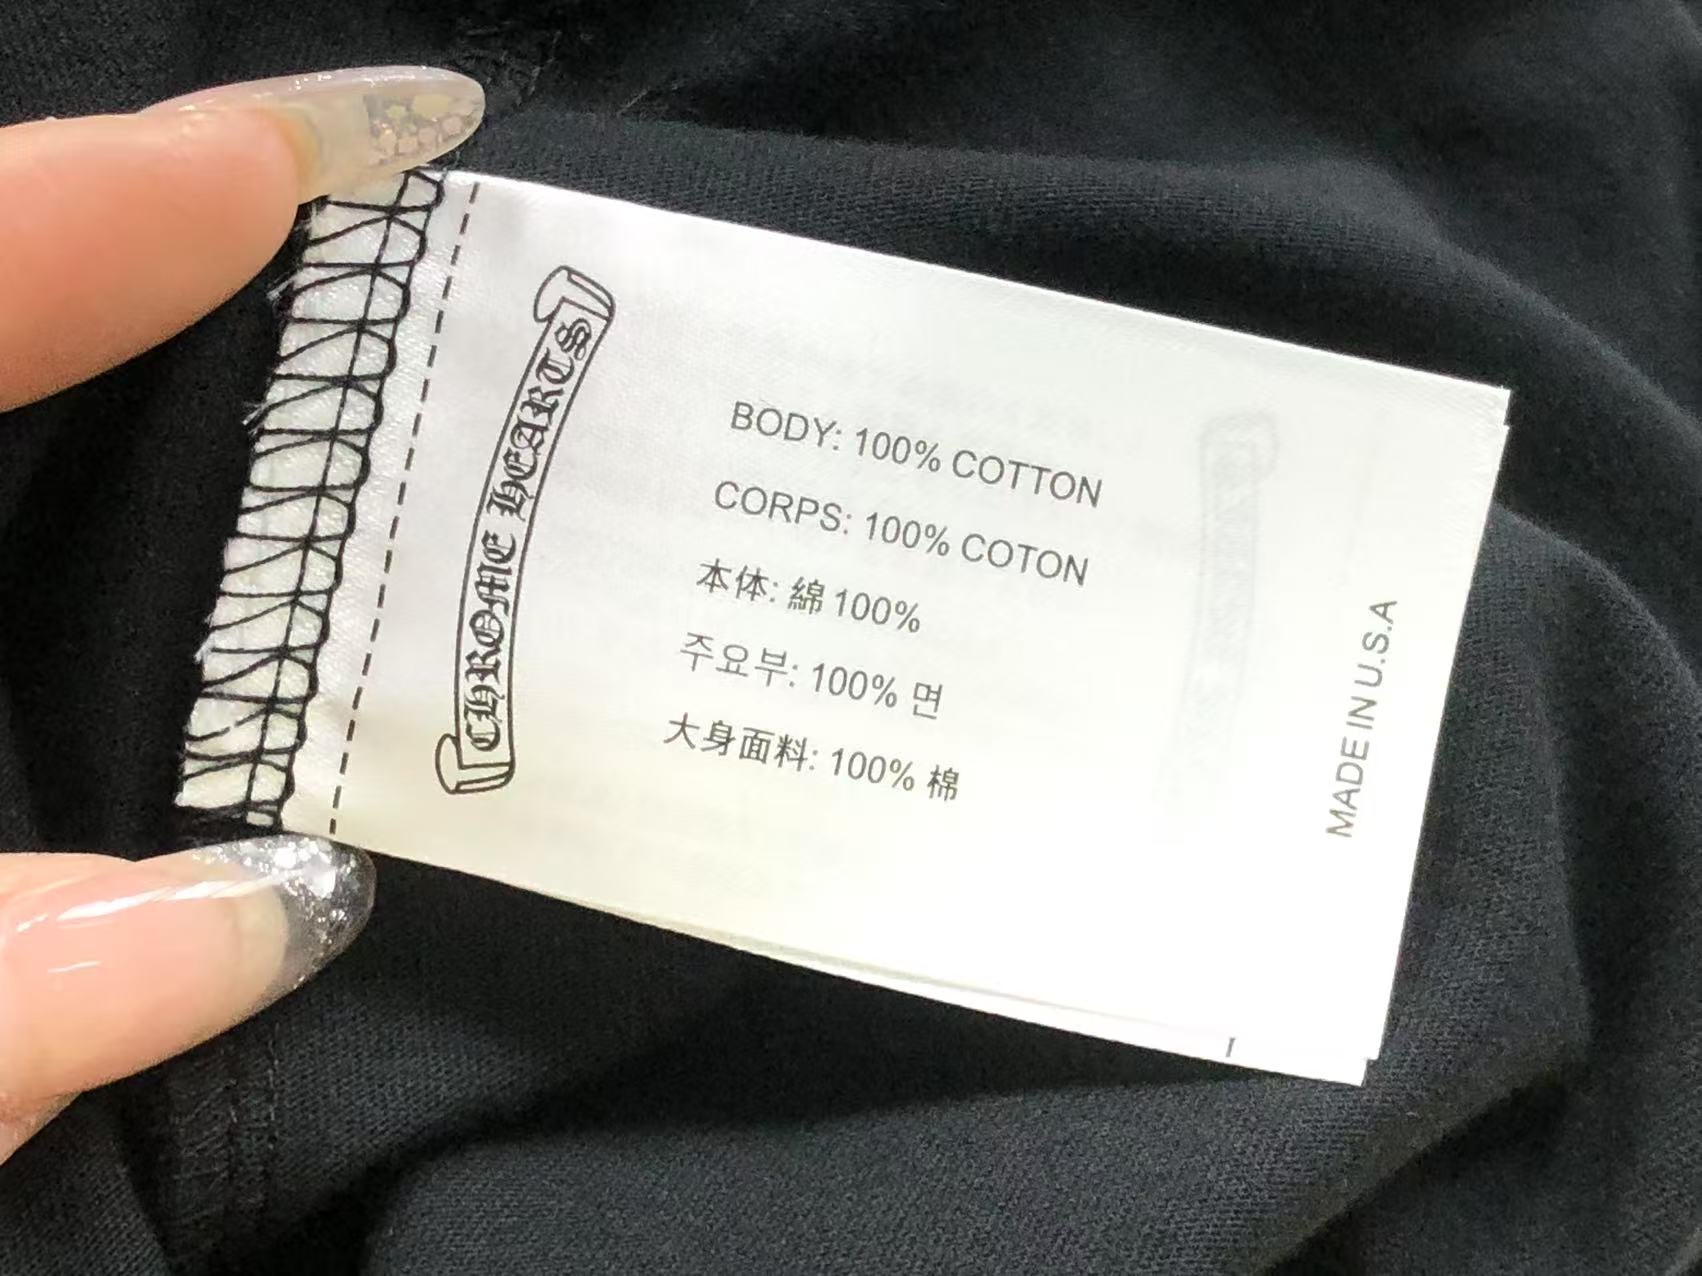 CHROME HEARTS
BODY: 100% COTTON
CORPS: 100% COTON
本体: 綿 100%
주요부: 100% 면
大身面料: 100% 棉
MADE IN U.S.A